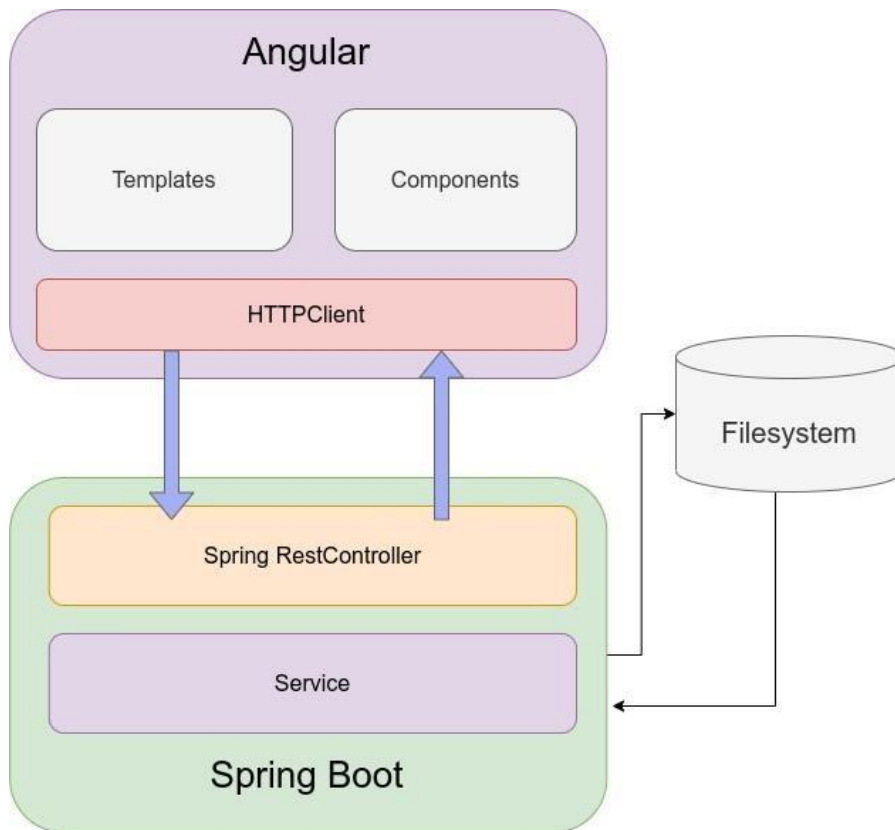 Angular
Templates
Components
HTTPClient
Filesystem
Spring RestController
Service
Spring Boot